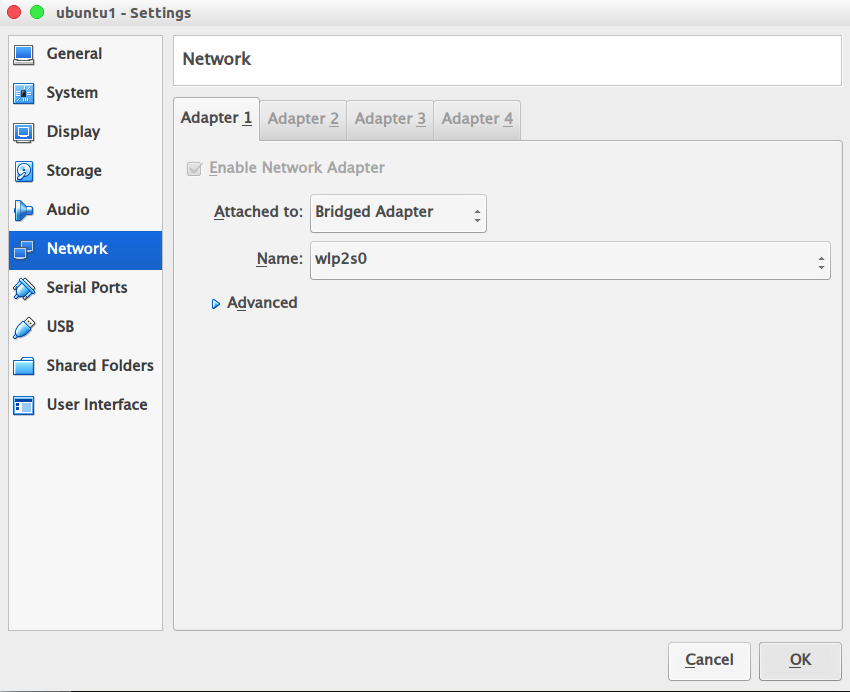 ubuntu1 - Settings
General
System
Display
Storage
Audio
Network
Serial Ports
USB
Shared Folders
User Interface
Network
Adapter 1 Adapter 2 Adapter 3 Adapter 4
Enable Network Adapter
Attached to: Bridged Adapter
Name: wlp2s0
Advanced
Cancel OK